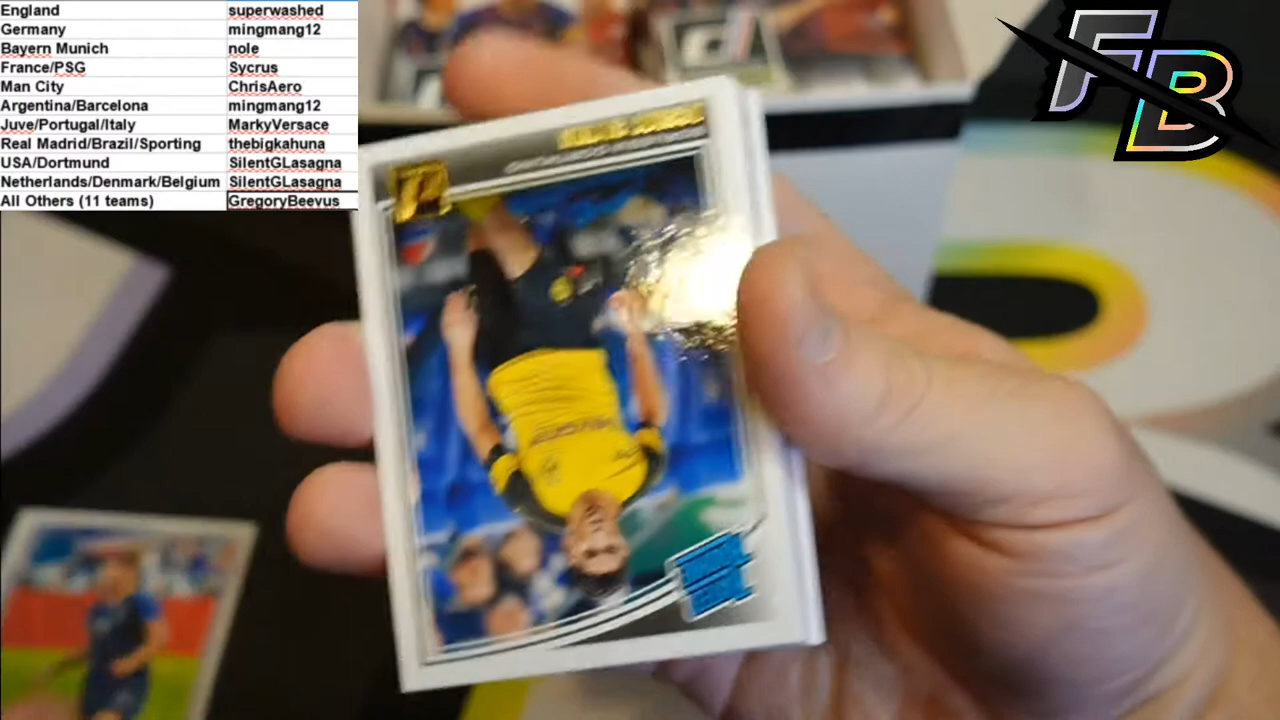 England superwashed
Germany mingmang12
Bayern Munich nole
France/PSG Sycrus
Man City ChrisAero
Argentina/Barcelona mingmang12
Juve/Portugal/Italy MarkyVersace
Real Madrid/Brazil/Sporting thebigkahuna
USA/Dortmund SilentGLasagna
Netherlands/Denmark/Belgium SilentGLasagna
All Others (11 teams) GregoryBeevus
FB